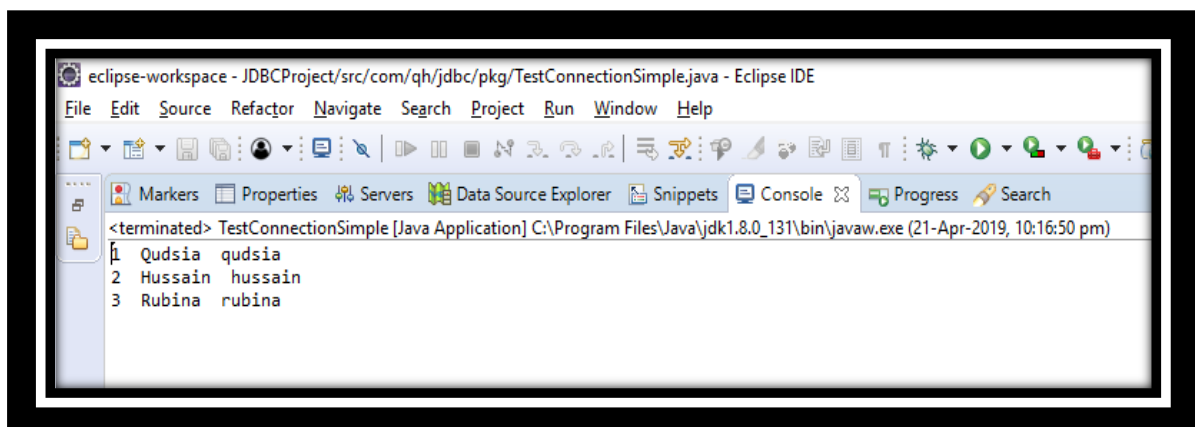 eclipse-workspace - JDBCProject/src/com/qh/jdbc/pkg/TestConnectionSimple.java - Eclipse IDE
File Edit Source Refactor Navigate Search Project Run Window Help
Markers Properties Servers Data Source Explorer Snippets Console Progress Search
<terminated> TestConnectionSimple [Java Application] C:\Program Files\Java\jdk1.8.0_131\bin\javaw.exe (21-Apr-2019, 10:16:50 pm)
1 Qudsia qudsia
2 Hussain hussain
3 Rubina rubina